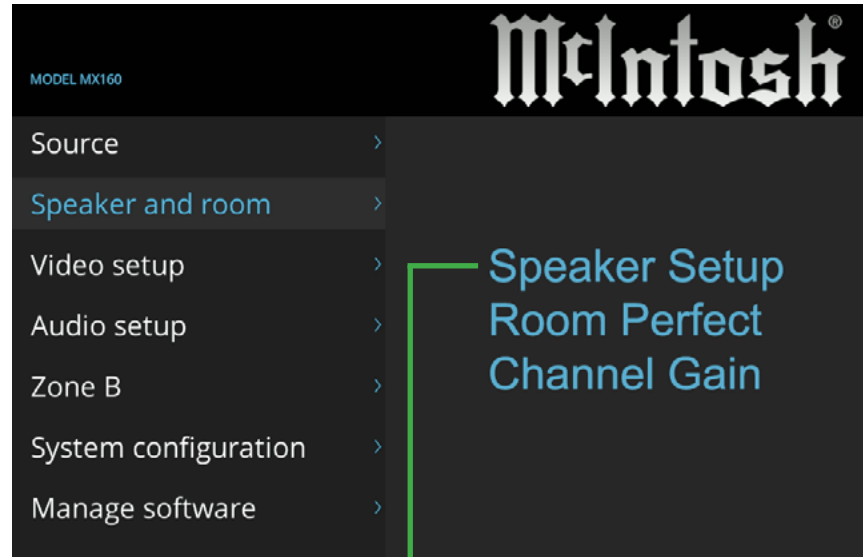 McIntosh®
MODEL MX160
Source
Speaker and room
Video setup
Audio setup
Zone B
System configuration
Manage software
Speaker Setup
Room Perfect
Channel Gain